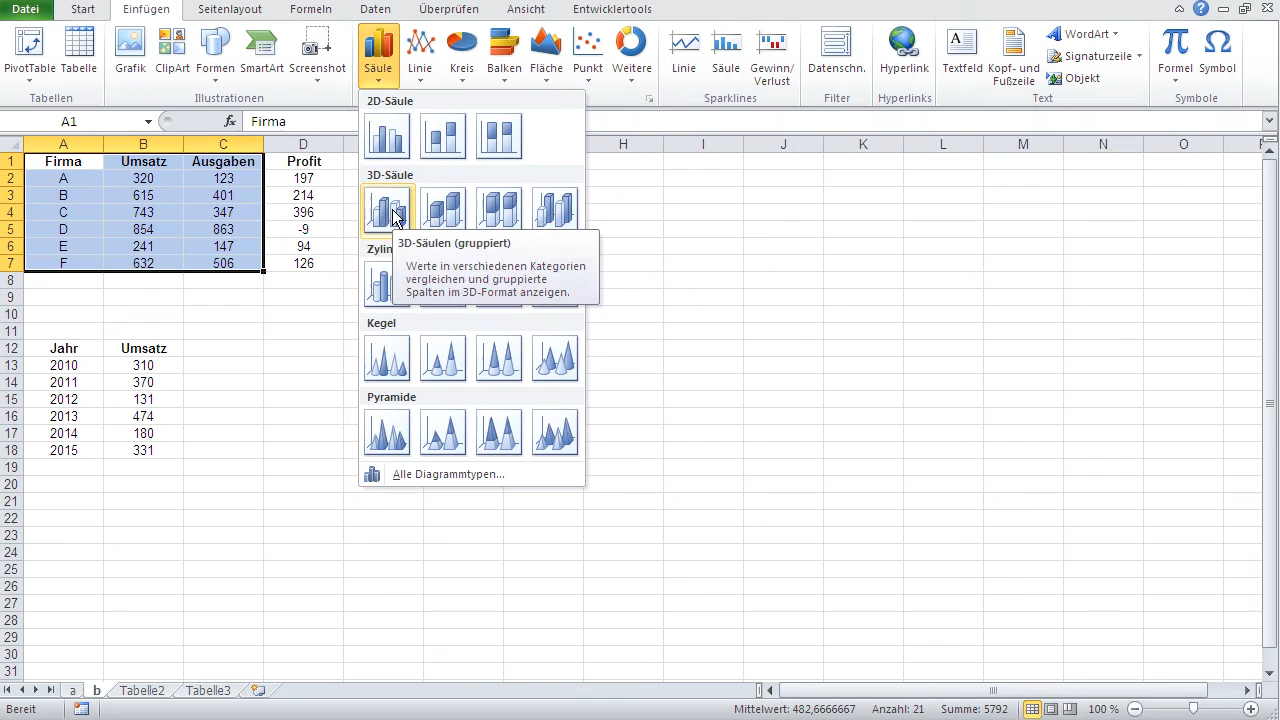 Datei Start Einfügen Seitenlayout Formeln Daten Überprüfen Ansicht Entwicklertools
PivotTable Tabelle Grafik ClipArt Formen SmartArt Screenshot Säule Linie Kreis Balken Fläche Punkt Weitere Linie Säule Gewinn/ Verlust Datenschn. Hyperlink Textfeld Kopf- und Fußzeile WordArt Signaturzeile Objekt Formel Symbol
Tabellen Illustrationen Sparklines Filter Hyperlinks Text Symbole
A1 fx Firma
A B C D H I J K L M N O
1 Firma Umsatz Ausgaben Profit
2 A 320 123 197
3 B 615 401 214
4 C 743 347 396
5 D 854 863 -9
6 E 241 147 94
7 F 632 506 126
8
9
10
11
12 Jahr Umsatz
13 2010 310
14 2011 370
15 2012 131
16 2013 474
17 2014 180
18 2015 331
19
20
21
22
23
24
25
26
27
28
29
30
31
2D-Säule
3D-Säule
3D-Säulen (gruppiert)
Werte in verschiedenen Kategorien
vergleichen und gruppierte
Spalten im 3D-Format anzeigen.
Kegel
Pyramide
Alle Diagrammtypen...
a b Tabelle2 Tabelle3
Bereit Mittelwert: 482,6666667 Anzahl: 21 Summe: 5792 100 %